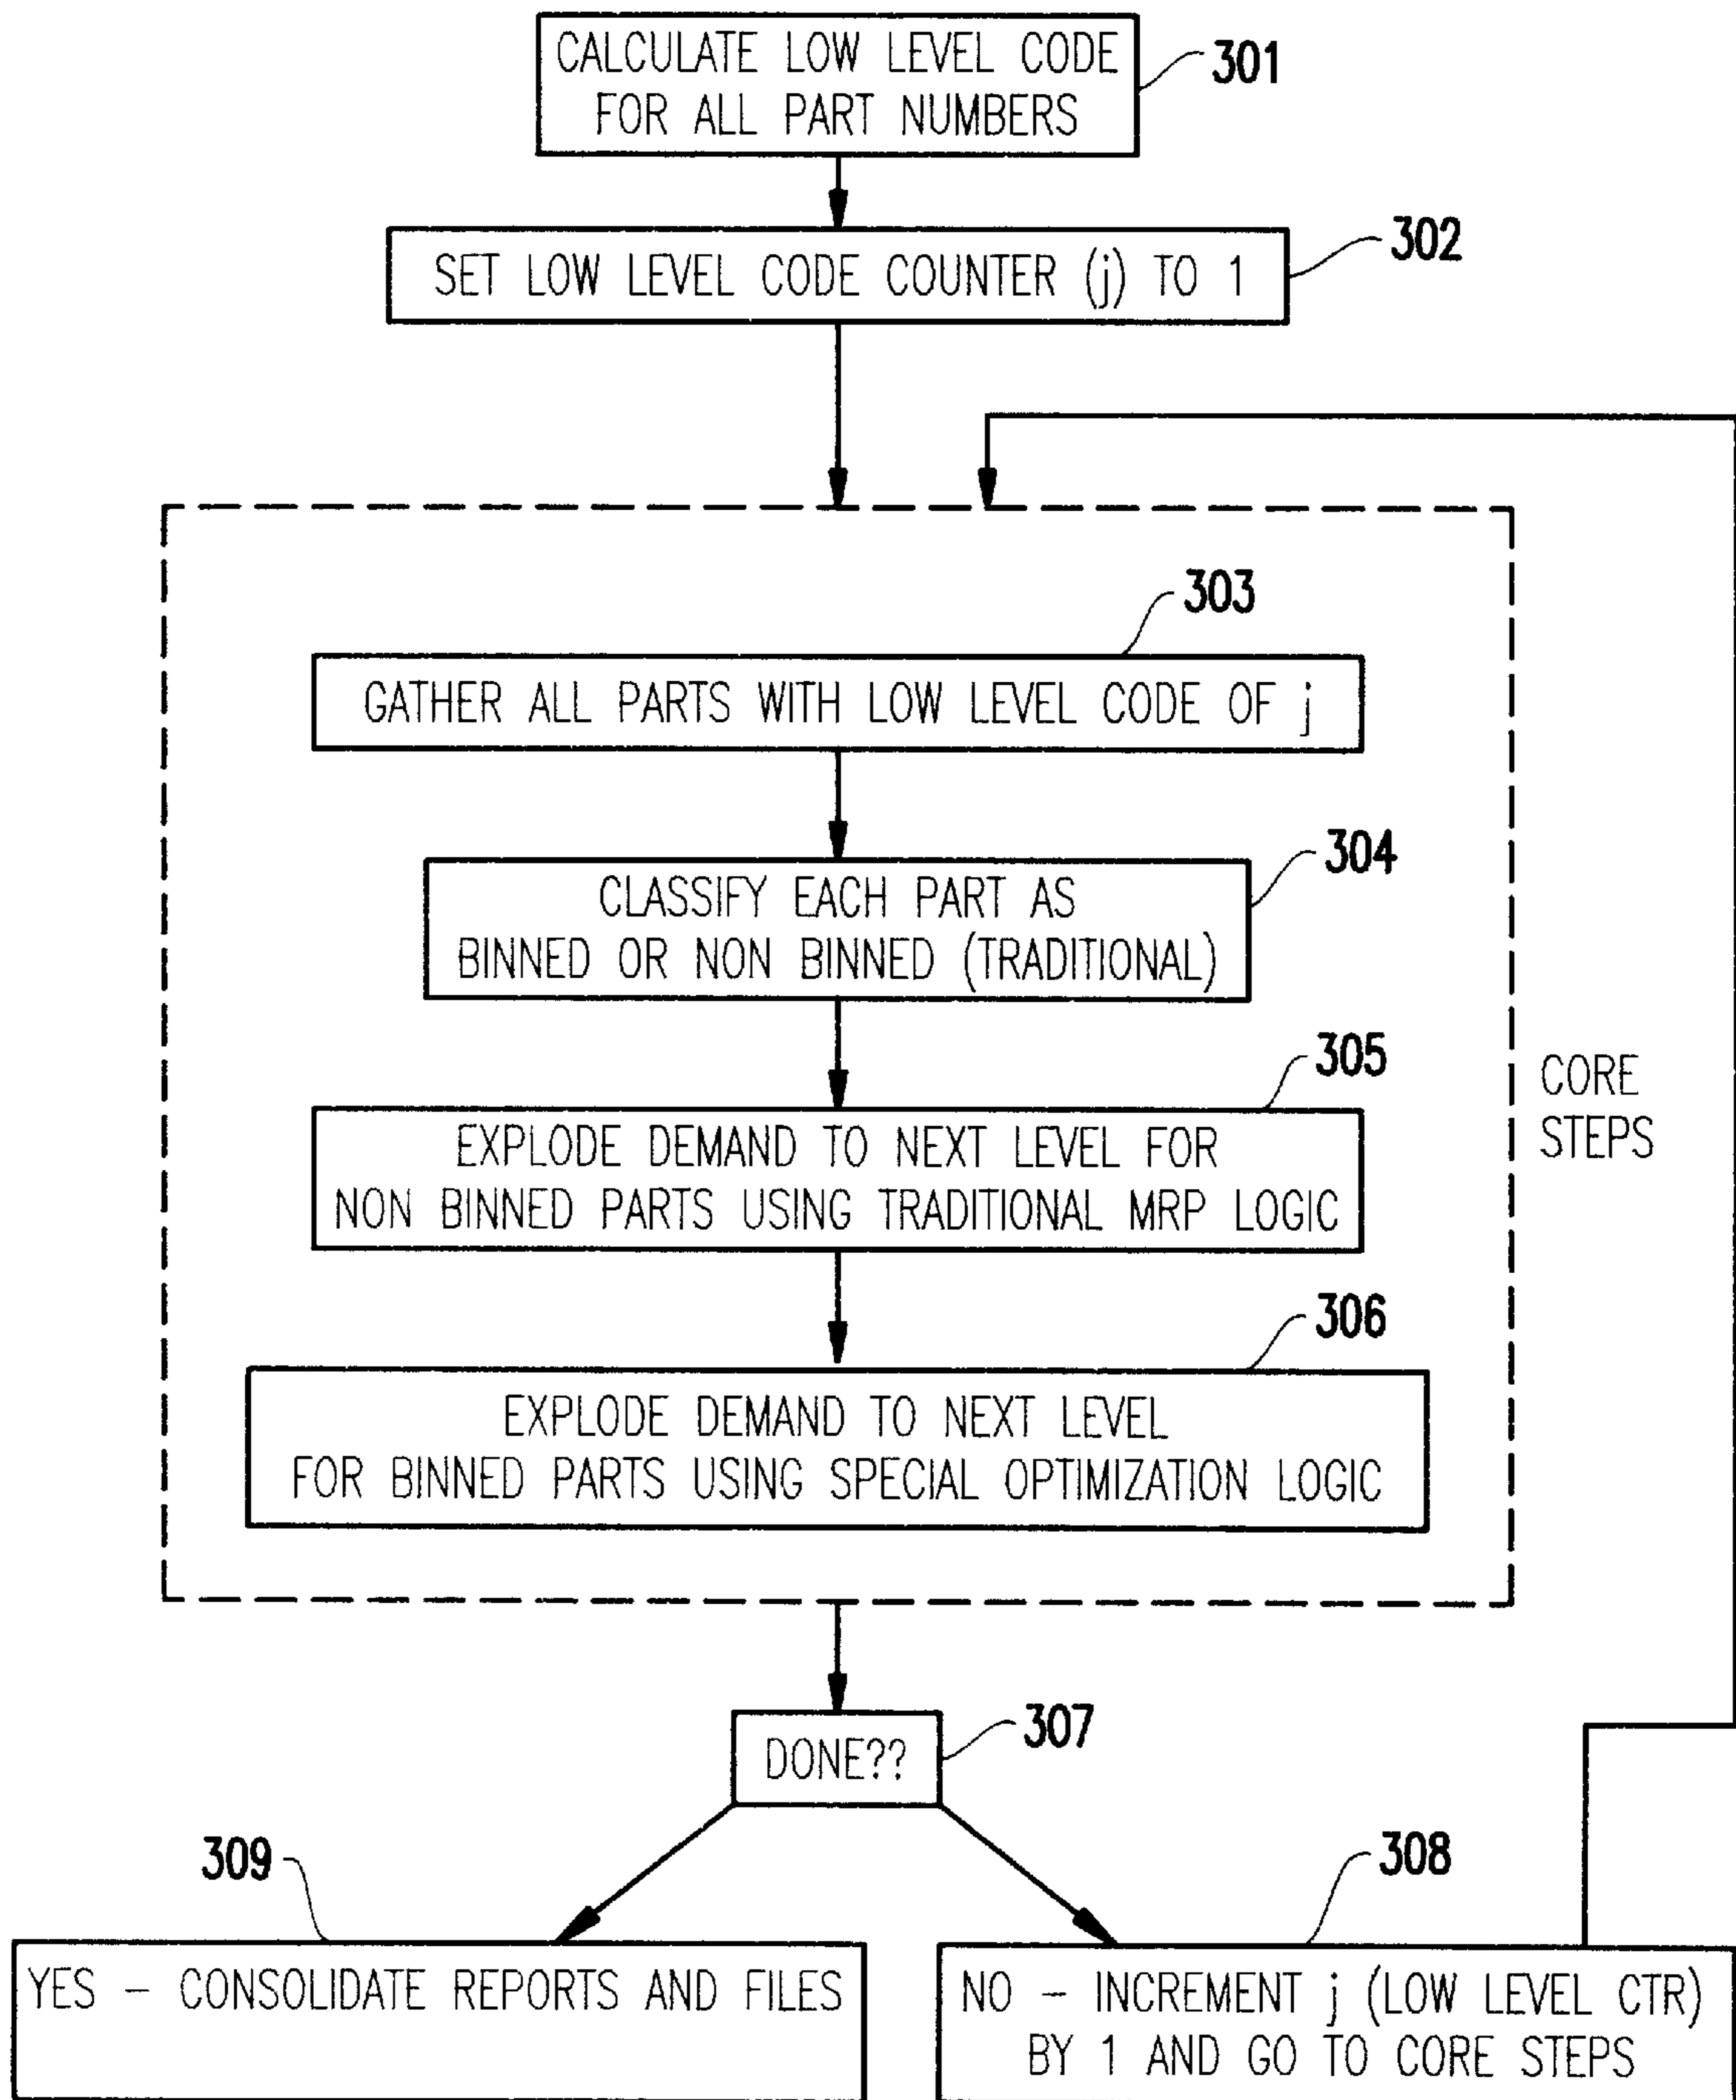 CALCULATE LOW LEVEL CODE
FOR ALL PART NUMBERS
301
SET LOW LEVEL CODE COUNTER (j) TO 1
302
303
GATHER ALL PARTS WITH LOW LEVEL CODE OF j
304
CLASSIFY EACH PART AS
BINNED OR NON BINNED (TRADITIONAL)
305
EXPLODE DEMAND TO NEXT LEVEL FOR
NON BINNED PARTS USING TRADITIONAL MRP LOGIC
CORE
STEPS
306
EXPLODE DEMAND TO NEXT LEVEL
FOR BINNED PARTS USING SPECIAL OPTIMIZATION LOGIC
307
DONE??
309
YES – CONSOLIDATE REPORTS AND FILES
308
NO – INCREMENT j (LOW LEVEL CTR)
BY 1 AND GO TO CORE STEPS